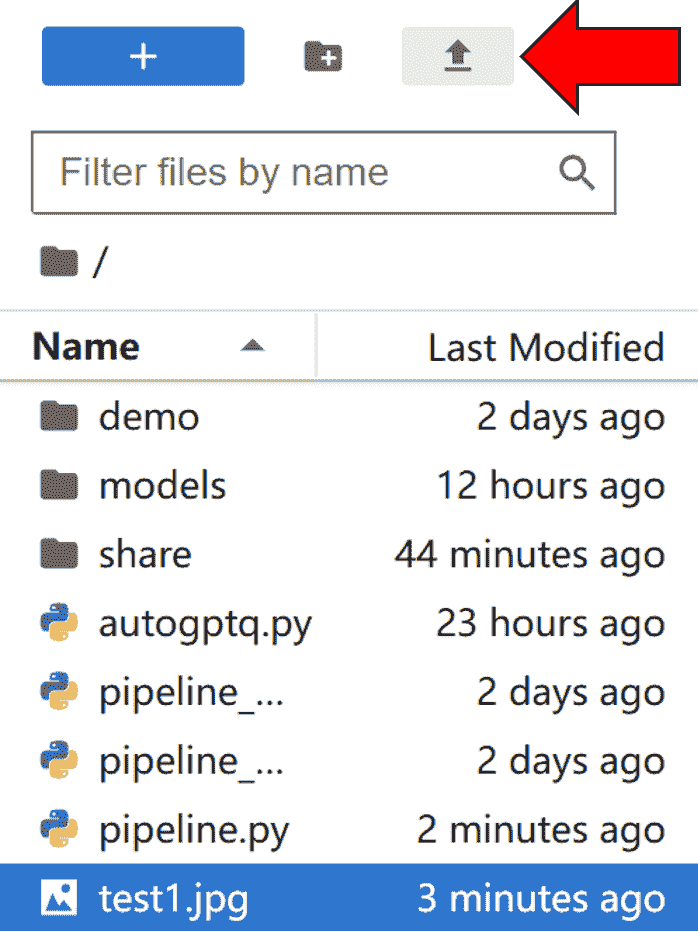 Filter files by name
/
Name Last Modified
demo 2 days ago
models 12 hours ago
share 44 minutes ago
autogptq.py 23 hours ago
pipeline_... 2 days ago
pipeline_... 2 days ago
pipeline.py 2 minutes ago
test1.jpg 3 minutes ago